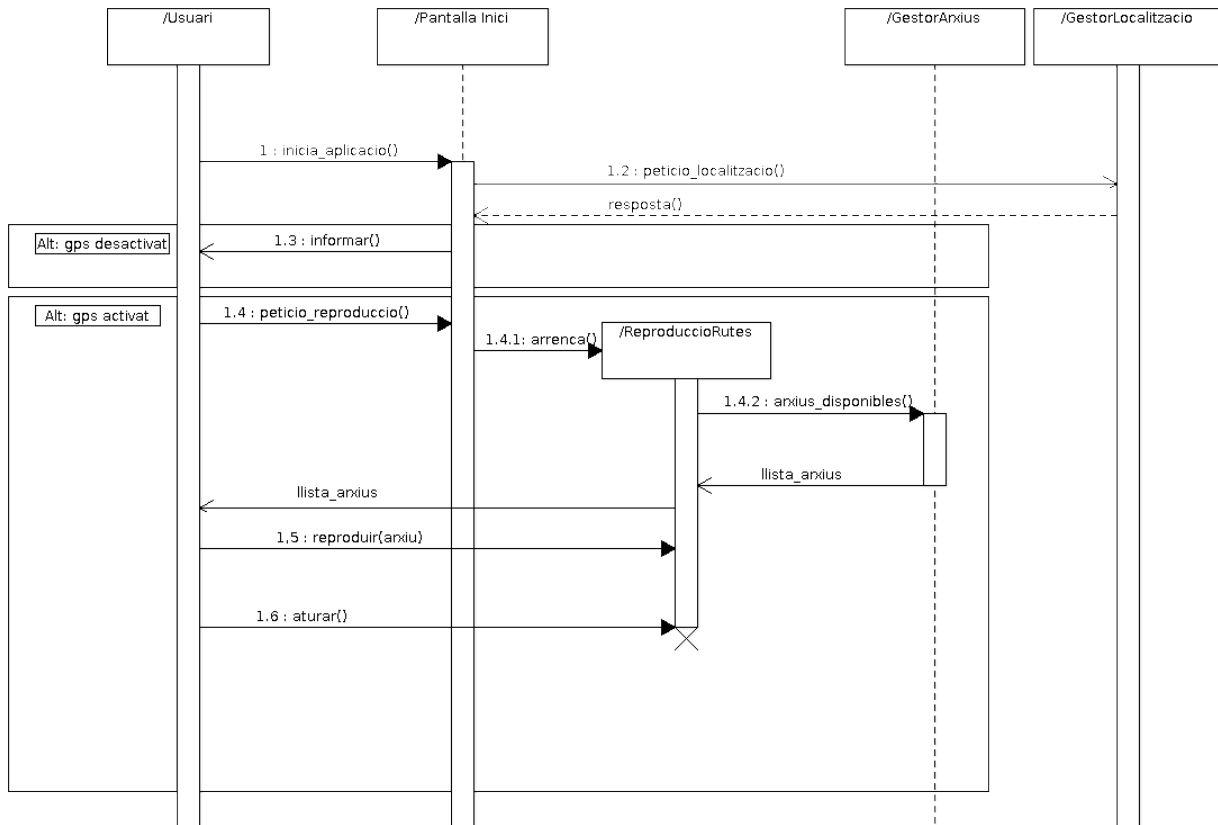 /Usuari
/Pantalla Inici
/GestorArxius
/GestorLocalitzacio
1 : inicia_aplicacio()
1.2 : peticio_localitzacio()
resposta()
Alt: gps desactivat
1.3 : informar()
Alt: gps activat
1.4 : peticio_reproduccio()
/ReproduccioRutes
1.4.1: arrenca()
1.4.2 : arxius_disponibles()
llista_arxius
llista_arxius
1,5 : reproduir(arxiu)
1.6 : aturar()